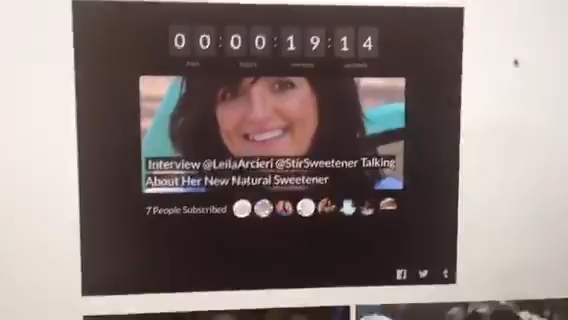 00:00:19:14
Interview @LeilaArcieri @StirSweetener Talking
About Her New Natural Sweetener
7 People Subscribed